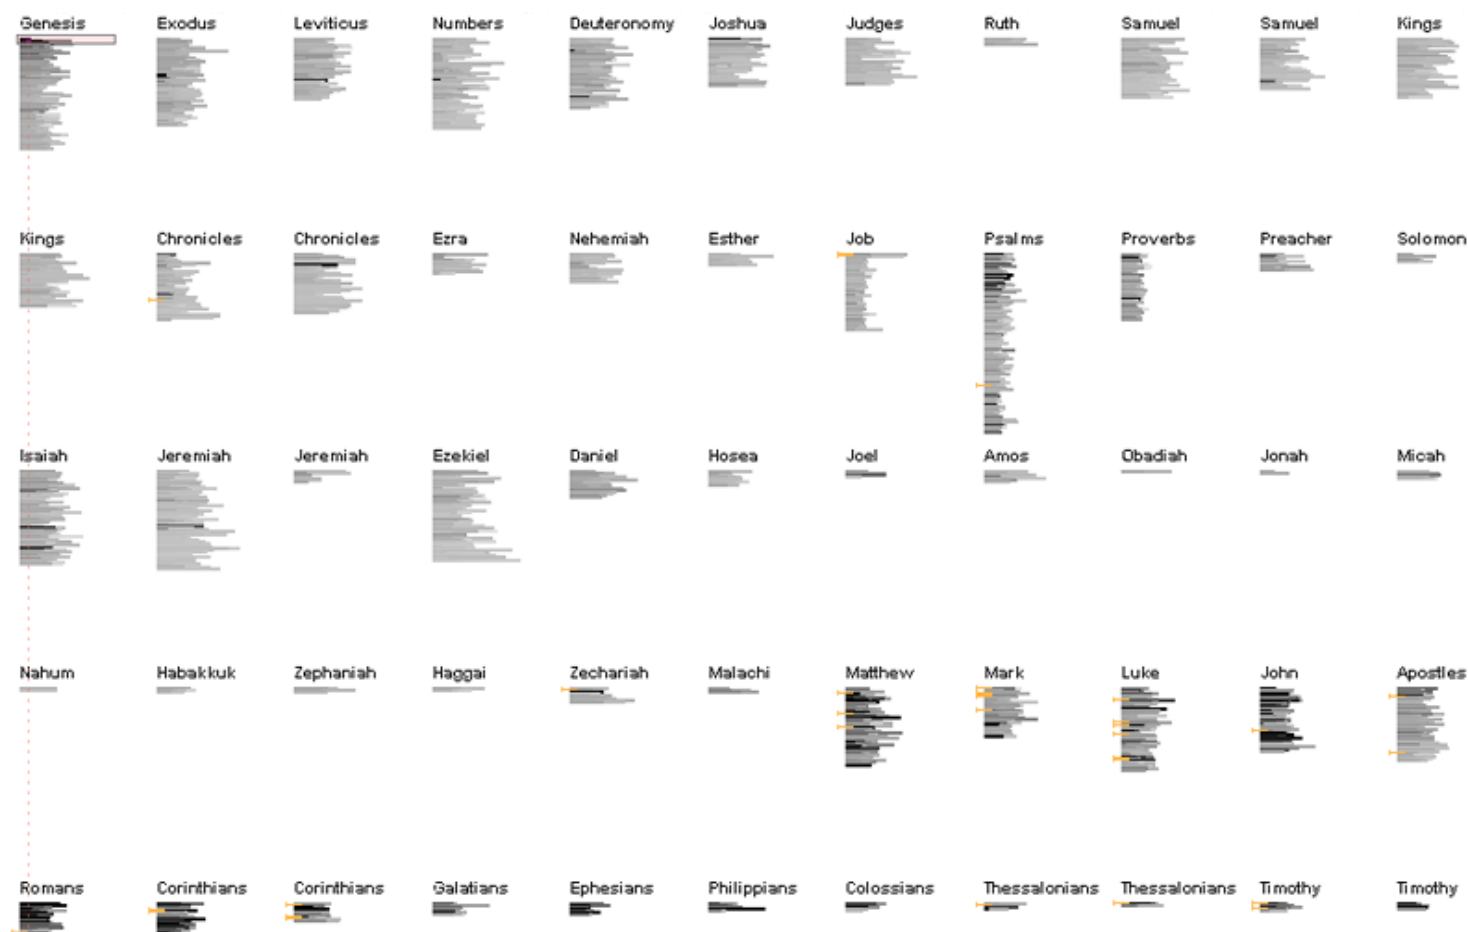 Genesis Exodus Leviticus Numbers Deuteronomy Joshua Judges Ruth Samuel Samuel Kings
Kings Chronicles Chronicles Ezra Nehemiah Esther Job Psalms Proverbs Preacher Solomon
Isaiah Jeremiah Jeremiah Ezekiel Daniel Hosea Joel Amos Obadiah Jonah Micah
Nahum Habakkuk Zephaniah Haggai Zechariah Malachi Matthew Mark Luke John Apostles
Romans Corinthians Corinthians Galatians Ephesians Philippians Colossians Thessalonians Thessalonians Timothy Timothy